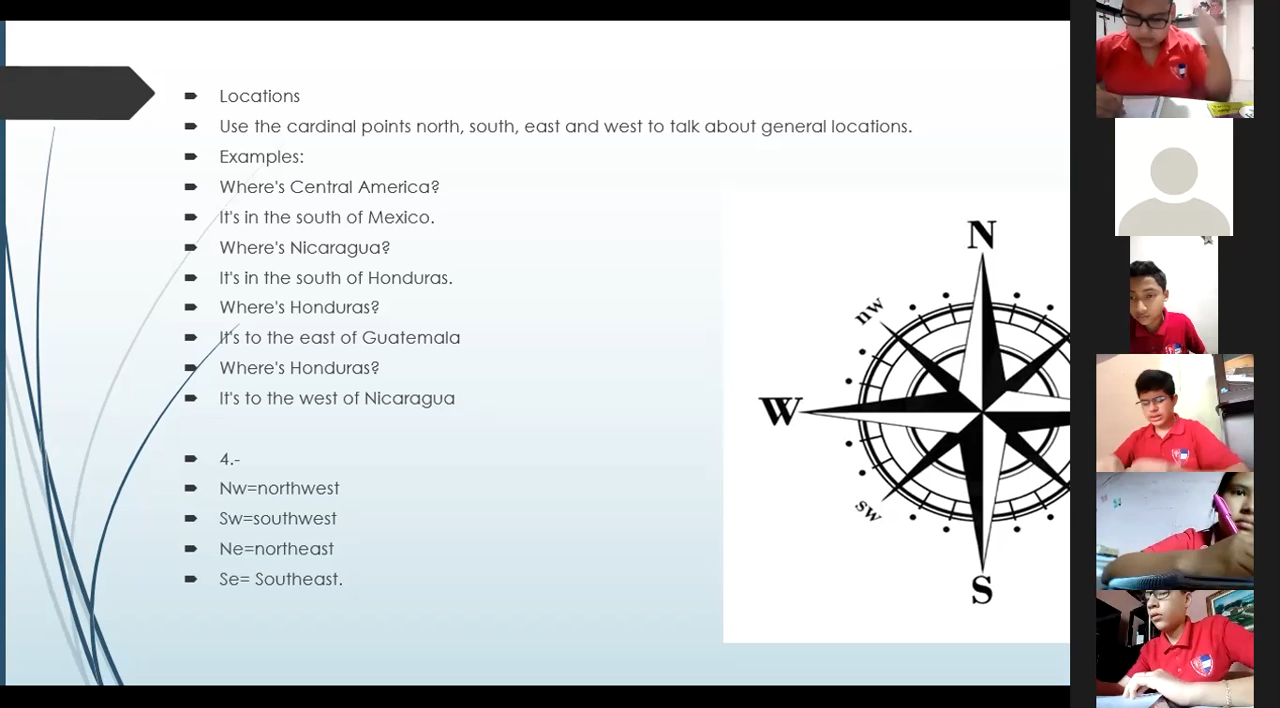 Locations
Use the cardinal points north, south, east and west to talk about general locations.
Examples:
Where's Central America?
It's in the south of Mexico.
Where's Nicaragua?
It's in the south of Honduras.
Where's Honduras?
It's to the east of Guatemala
Where's Honduras?
It's to the west of Nicaragua
4.-
Nw=northwest
Sw=southwest
Ne=northeast
Se= Southeast.
N
nw
W
sw
S